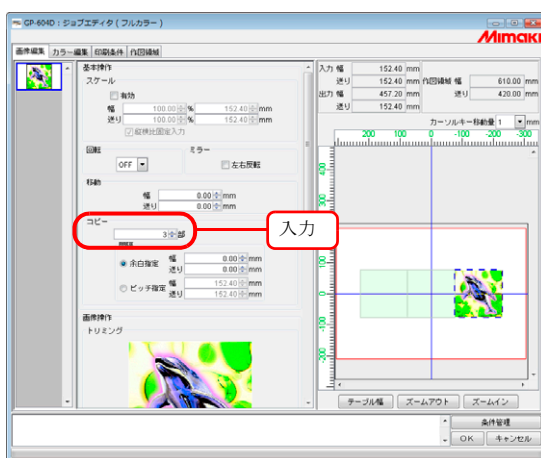 GP-604D : ジョブエディタ ( フルカラー )
Mimaki
画像編集 カラー編集 印刷条件 作図領域
基本操作
スケール
有効
幅 100.00 % 152.40 mm
送り 100.00 % 152.40 mm
縦横比固定入力
回転 ミラー
OFF 左右反転
移動
幅 0.00 mm
送り 0.00 mm
コピー
3 部
入力
余白指定 幅 0.00 mm
送り 0.00 mm
ピッチ指定 幅 152.40 mm
送り 152.40 mm
画像操作
トリミング
入力 幅 152.40 mm
送り 152.40 mm 作図領域 幅 610.00 mm
出力 幅 457.20 mm 送り 420.00 mm
送り 152.40 mm
カーソルキー移動量 1 mm
200 100 0 -100 -200 -300
テーブル幅 ズームアウト ズームイン
条件管理
OK キャンセル